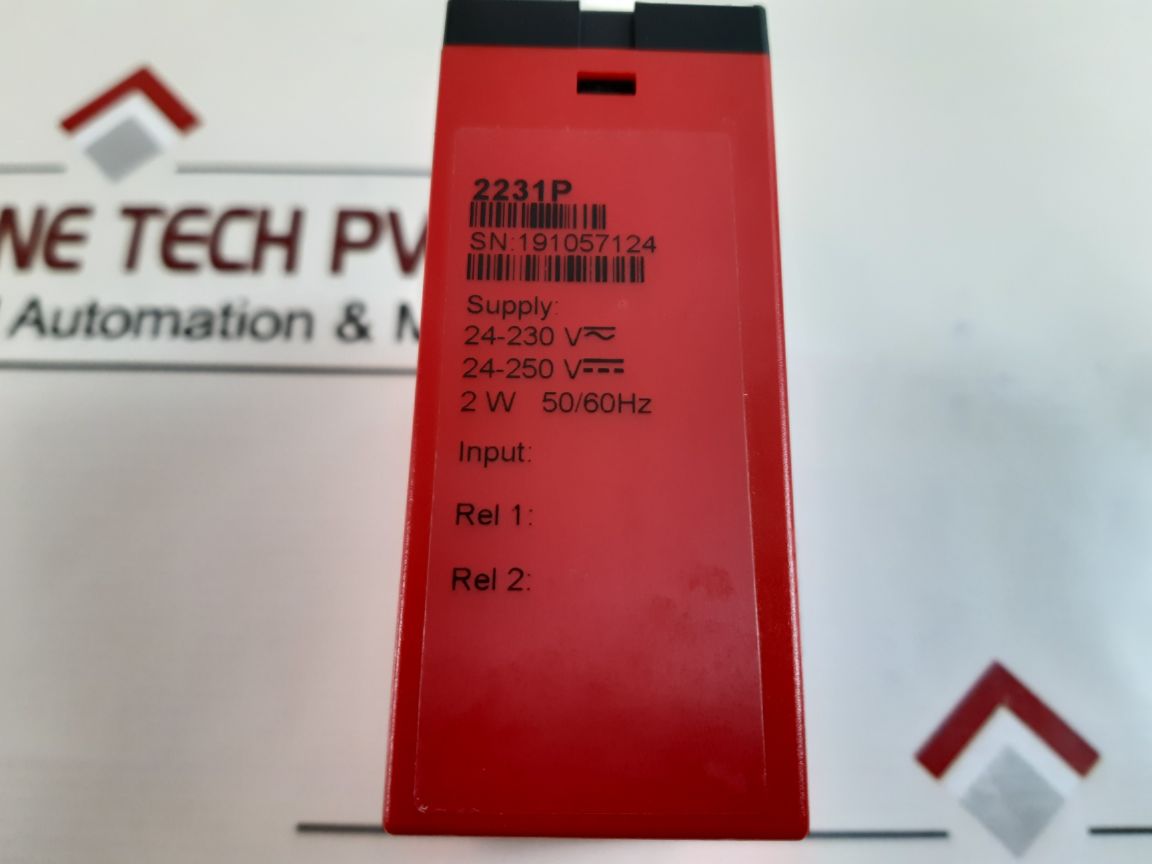 2231P
SN:191057124
Supply:
24-230 V⏦
24-250 V⎓
2 W 50/60Hz
Input:
Rel 1:
Rel 2:
NE TECH PV
Automation & M